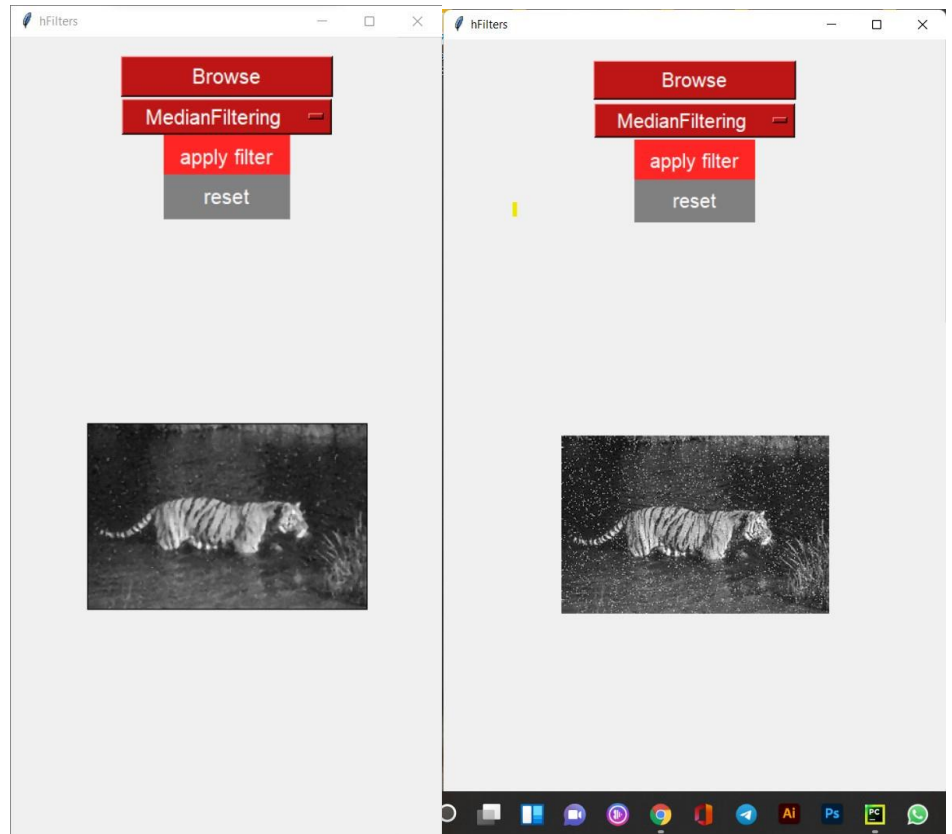 hFilters
Browse
MedianFiltering
apply filter
reset
hFilters
Browse
MedianFiltering
apply filter
reset
Ai
Ps
PC